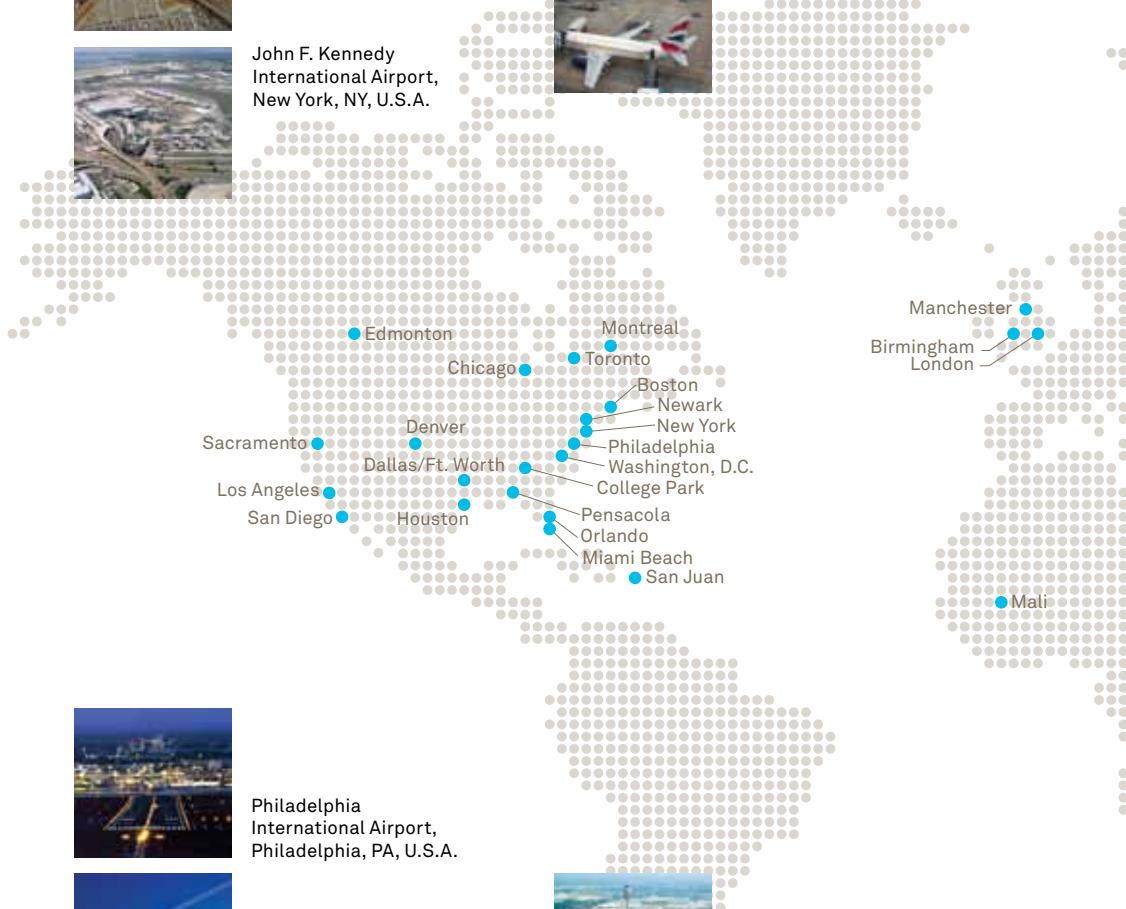 John F. Kennedy
International Airport,
New York, NY, U.S.A.
Manchester
Edmonton
Montreal
Birmingham
Toronto
London
Chicago
Boston
Newark
New York
Denver
Sacramento
Philadelphia
Dallas/Ft. Worth
Washington, D.C.
College Park
Los Angeles
Pensacola
San Diego
Houston
Orlando
Miami Beach
San Juan
Mali
Philadelphia
International Airport,
Philadelphia, PA, U.S.A.